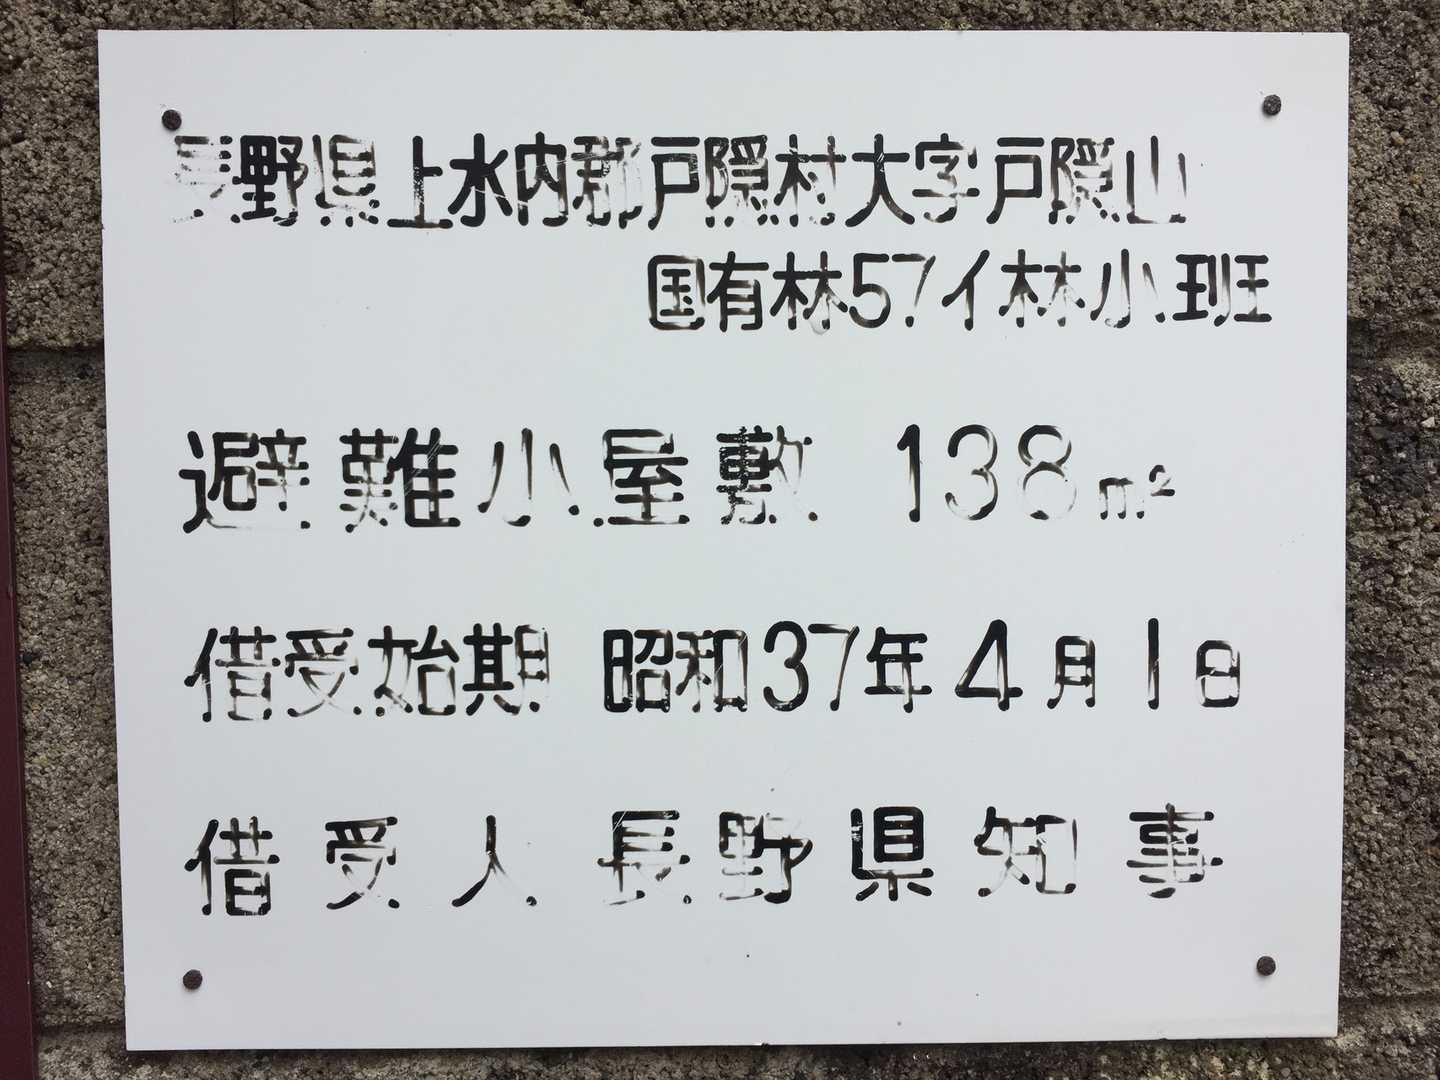 長野県上水内郡戸隠村大字戸隠山
国有林57イ林小班
避難小屋敷 138m²
借受始期 昭和37年4月1日
借受人長野県知事